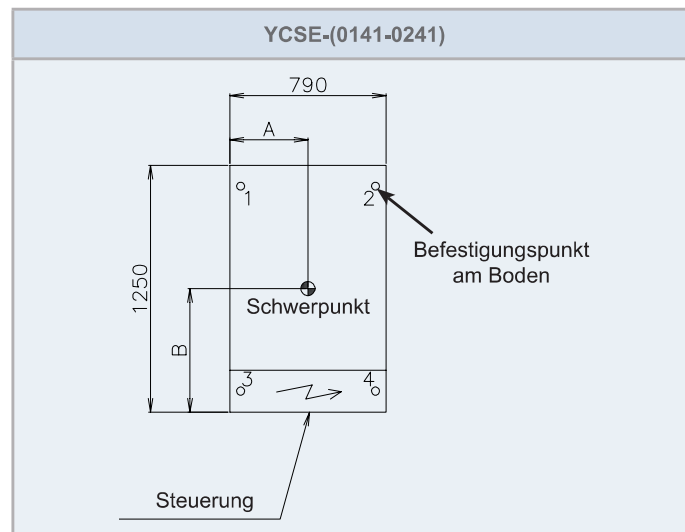 YCSE-(0141-0241)
790
A
1
2
Befestigungspunkt
am Boden
1250
Schwerpunkt
B
3
4
Steuerung